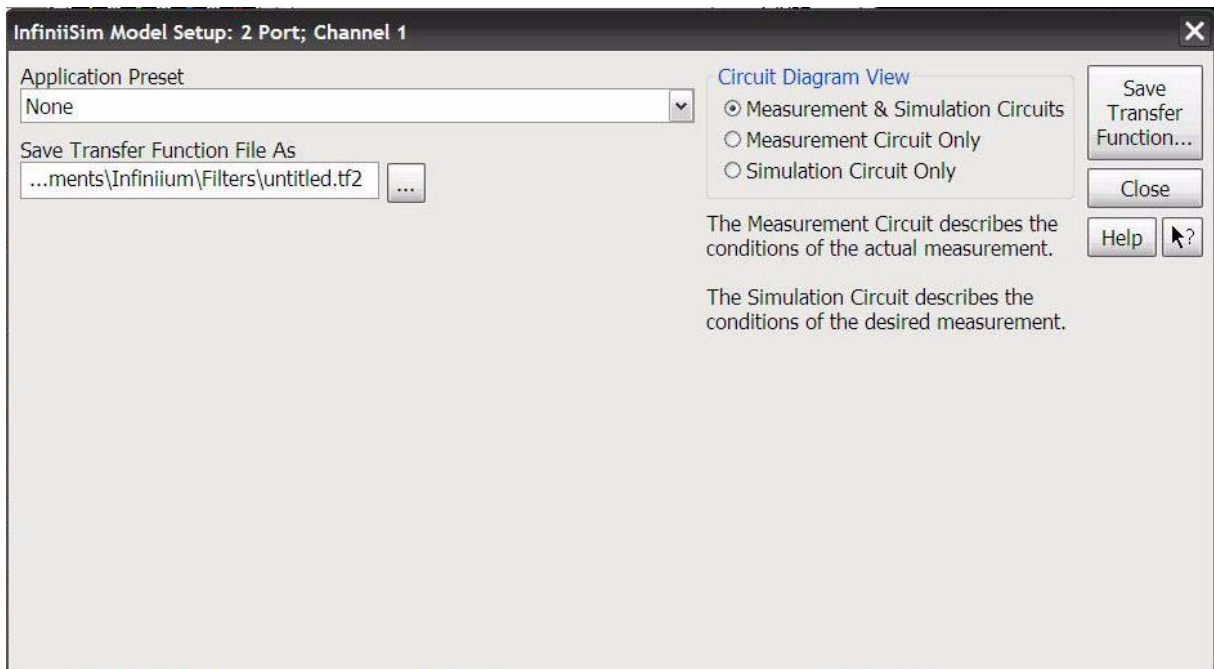 InfiniiSim Model Setup: 2 Port; Channel 1
Application Preset
None
Save Transfer Function File As
...ments\Infiniium\Filters\untitled.tf2
...
Circuit Diagram View
Measurement & Simulation Circuits
Measurement Circuit Only
Simulation Circuit Only
The Measurement Circuit describes the
conditions of the actual measurement.
The Simulation Circuit describes the
conditions of the desired measurement.
Save
Transfer
Function...
Close
Help
?